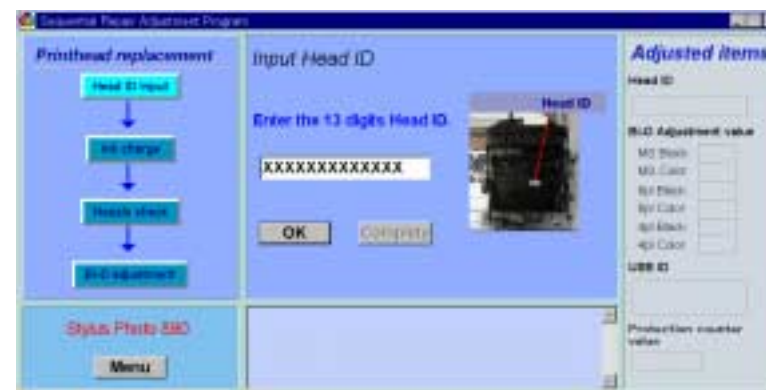 Sequential Repair Adjustment Program
Printhead replacement
Head ID input
Ink charge
Nozzle check
Bi-D adjustment
Input Head ID
Enter the 13 digits Head ID.
XXXXXXXXXXXXX
OK
Complete
Head ID
Adjusted items
Head ID
Bi-D Adjustment value
USB ID
Protection counter
value
Stylus Photo
Menu